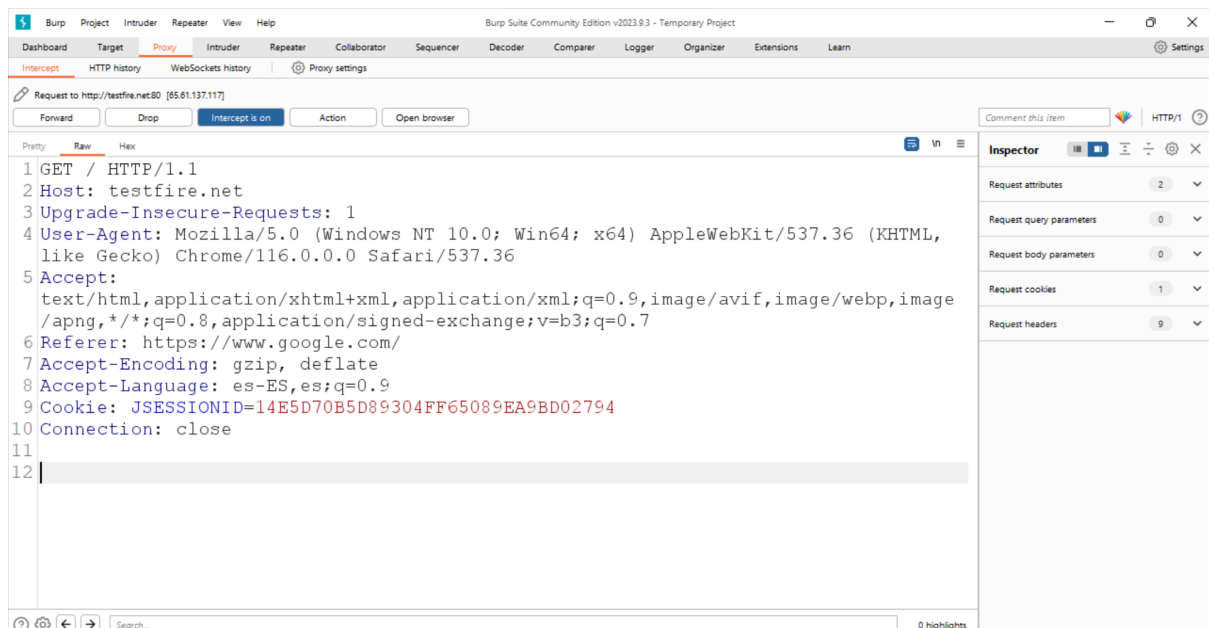 Burp Project Intruder Repeater View Help Burp Suite Community Edition v2023.9.3 - Temporary Project
Dashboard Target Proxy Intruder Repeater Collaborator Sequencer Decoder Comparer Logger Organizer Extensions Learn Settings
Intercept HTTP history WebSockets history Proxy settings
Request to http://testfire.net:80 [65.61.137.117]
Forward Drop Intercept is on Action Open browser Comment this item HTTP/1
Pretty Raw Hex \n
1 GET / HTTP/1.1
2 Host: testfire.net
3 Upgrade-Insecure-Requests: 1
4 User-Agent: Mozilla/5.0 (Windows NT 10.0; Win64; x64) AppleWebKit/537.36 (KHTML,
like Gecko) Chrome/116.0.0.0 Safari/537.36
5 Accept:
text/html,application/xhtml+xml,application/xml;q=0.9,image/avif,image/webp,image
/apng,*/*;q=0.8,application/signed-exchange;v=b3;q=0.7
6 Referer: https://www.google.com/
7 Accept-Encoding: gzip, deflate
8 Accept-Language: es-ES,es;q=0.9
9 Cookie: JSESSIONID=14E5D70B5D89304FF65089EA9BD02794
10 Connection: close
11
12
Inspector
Request attributes 2
Request query parameters 0
Request body parameters 0
Request cookies 1
Request headers 9
Search... 0 highlights